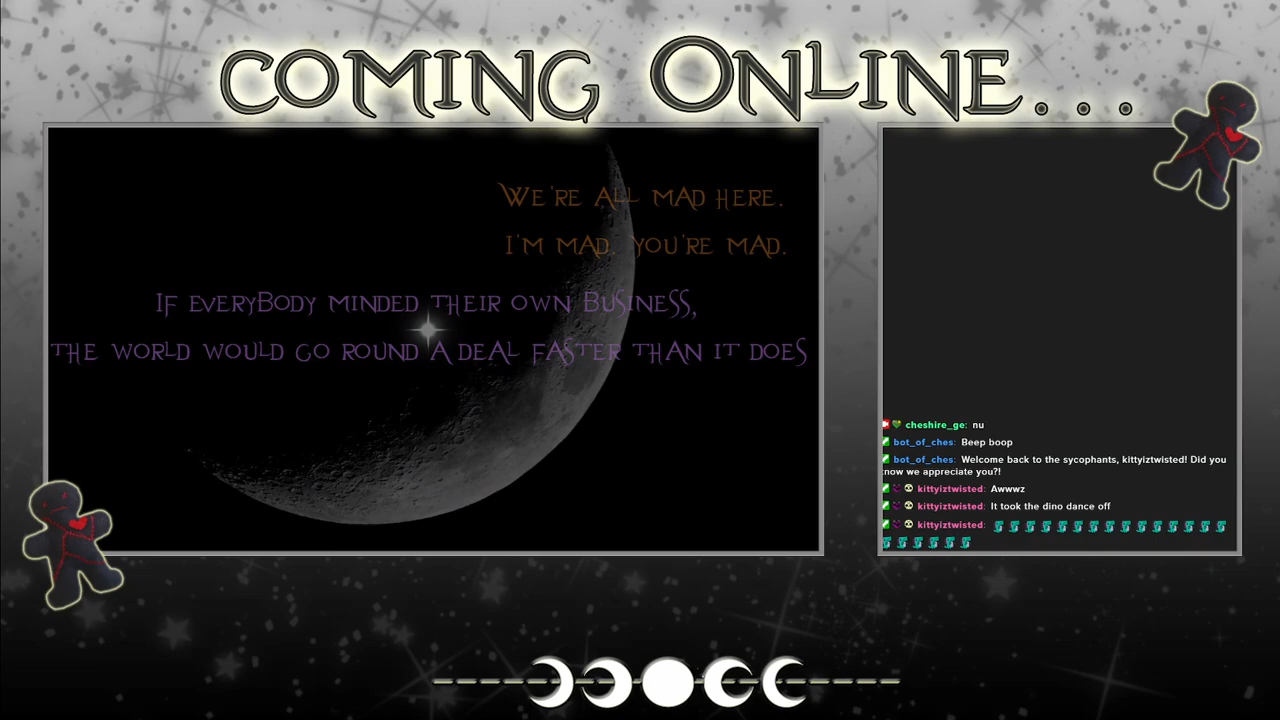 COMING ONLINE...
WE'RE ALL MAD HERE.
I'M MAD. YOU'RE MAD.
IF EVERYBODY MINDED THEIR OWN BUSINESS,
THE WORLD WOULD GO ROUND A DEAL FASTER THAN IT DOES
cheshire_ge: nu
bot_of_ches: Beep boop
bot_of_ches: Welcome back to the sycophants, kittyiztwisted! Did you
now we appreciate you?!
kittyiztwisted: Awwwz
kittyiztwisted: It took the dino dance off
kittyiztwisted: